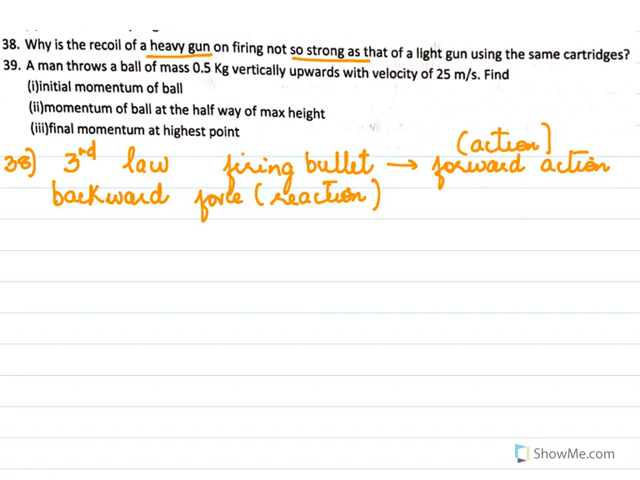 38. Why is the recoil of a heavy gun on firing not so strong as that of a light gun using the same cartridges?
39. A man throws a ball of mass 0.5 Kg vertically upwards with velocity of 25 m/s. Find
(i)initial momentum of ball
(ii)momentum of ball at the half way of max height
(iii)final momentum at highest point
(action)
38) 3rd law firing bullet → forward action
backward force (reaction)
ShowMe.com